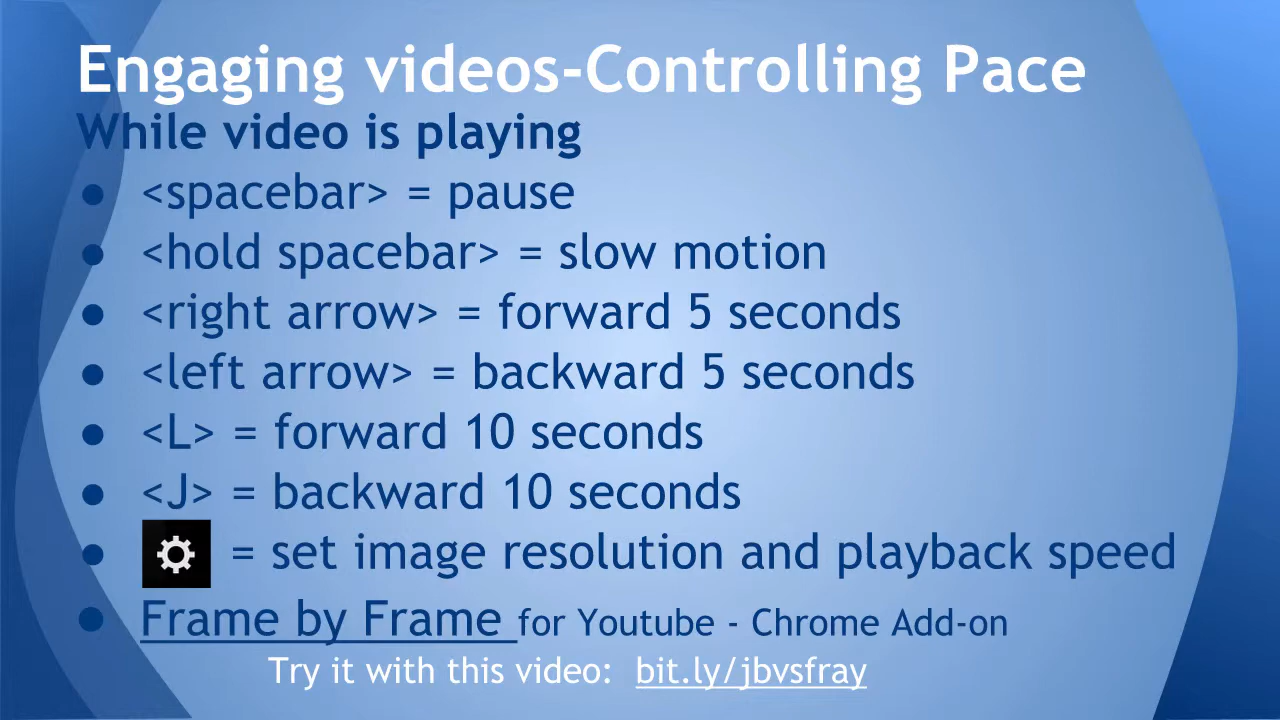 Engaging videos-Controlling Pace
While video is playing
● <spacebar> = pause
● <hold spacebar> = slow motion
● <right arrow> = forward 5 seconds
● <left arrow> = backward 5 seconds
● <L> = forward 10 seconds
● <J> = backward 10 seconds
● = set image resolution and playback speed
● Frame by Frame for Youtube - Chrome Add-on
Try it with this video: bit.ly/jbvsfray